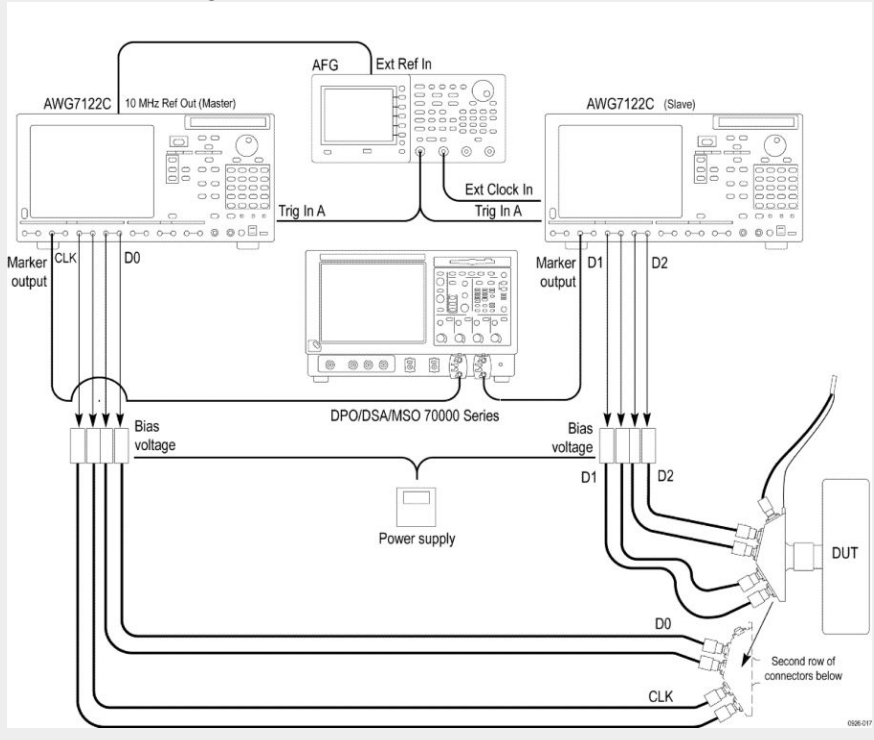 AFG
Ext Ref In
AWG7122C
10 MHz Ref Out (Master)
AWG7122C
(Slave)
Ext Clock In
Trig In A
Trig In A
Marker
output
CLK
D0
Marker
output
D1
D2
DPO/DSA/MSO 70000 Series
Bias
voltage
Bias
voltage
D1
D2
Power supply
DUT
D0
Second row of
connectors below
CLK
0926-017